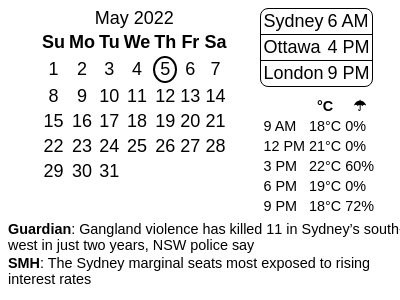 May 2022
Su Mo Tu We Th Fr Sa
1 2 3 4 5 6 7
8 9 10 11 12 13 14
15 16 17 18 19 20 21
22 23 24 25 26 27 28
29 30 31
Sydney 6 AM
Ottawa 4 PM
London 9 PM
°C ☂
9 AM 18°C 0%
12 PM 21°C 0%
3 PM 22°C 60%
6 PM 19°C 0%
9 PM 18°C 72%
Guardian: Gangland violence has killed 11 in Sydney’s south-
west in just two years, NSW police say
SMH: The Sydney marginal seats most exposed to rising
interest rates